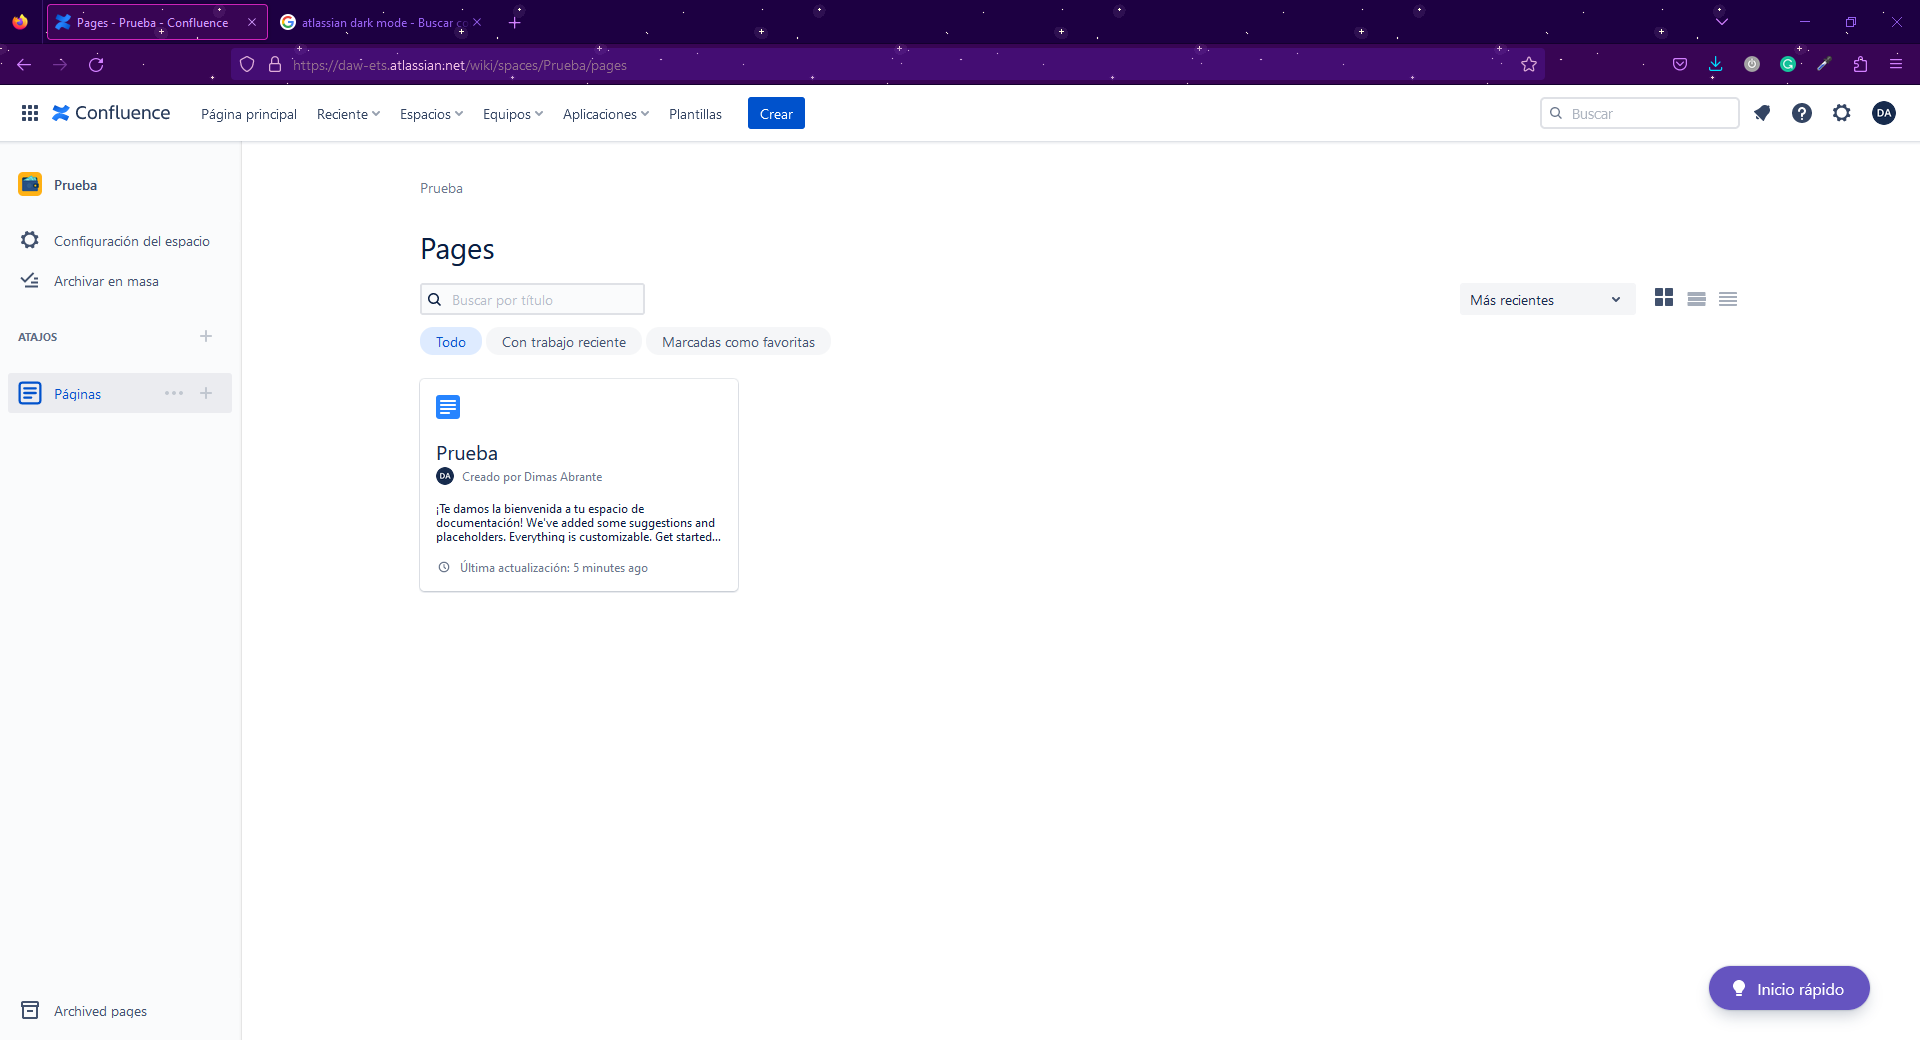 Pages - Prueba - Confluence
atlassian dark mode - Buscar
https://daw-ets.atlassian.net/wiki/spaces/Prueba/pages
Confluence
Página principal
Reciente
Espacios
Equipos
Aplicaciones
Plantillas
Crear
Buscar
DA
Prueba
Configuración del espacio
Archivar en masa
ATAJOS
Páginas
Archived pages
Prueba
Pages
Buscar por título
Más recientes
Todo
Con trabajo reciente
Marcadas como favoritas
Prueba
DA
Creado por Dimas Abrante
¡Te damos la bienvenida a tu espacio de
documentación! We've added some suggestions and
placeholders. Everything is customizable. Get started...
Última actualización: 5 minutes ago
Inicio rápido